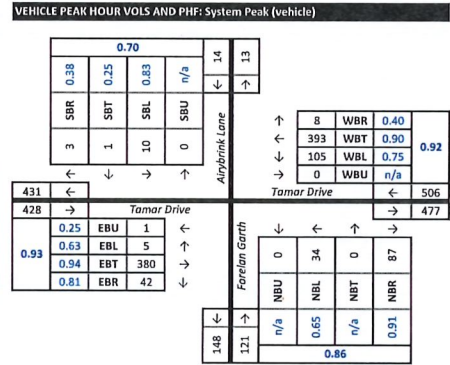 VEHICLE PEAK HOUR VOLS AND PHF: System Peak (vehicle)
0.70
0.38 0.25 0.83 n/a
SBR SBT SBL SBU
3 1 10 0
← ↓ → ↑
14 13
↓ ↑
Airybrink Lane
↑ 8 WBR 0.40
← 393 WBT 0.90
↓ 105 WBL 0.75
→ 0 WBU n/a
0.92
431 ←
Tamar Drive ← 506
428 → Tamar Drive
→ 477
0.93
0.25 EBU 1 ←
0.63 EBL 5 ↑
0.94 EBT 380 →
0.81 EBR 42 ↓
Farelan Garth
↓ ← ↑ →
0 34 0 87
NBU NBL NBT NBR
n/a 0.65 n/a 0.91
0.86
↓ ↑
148 121